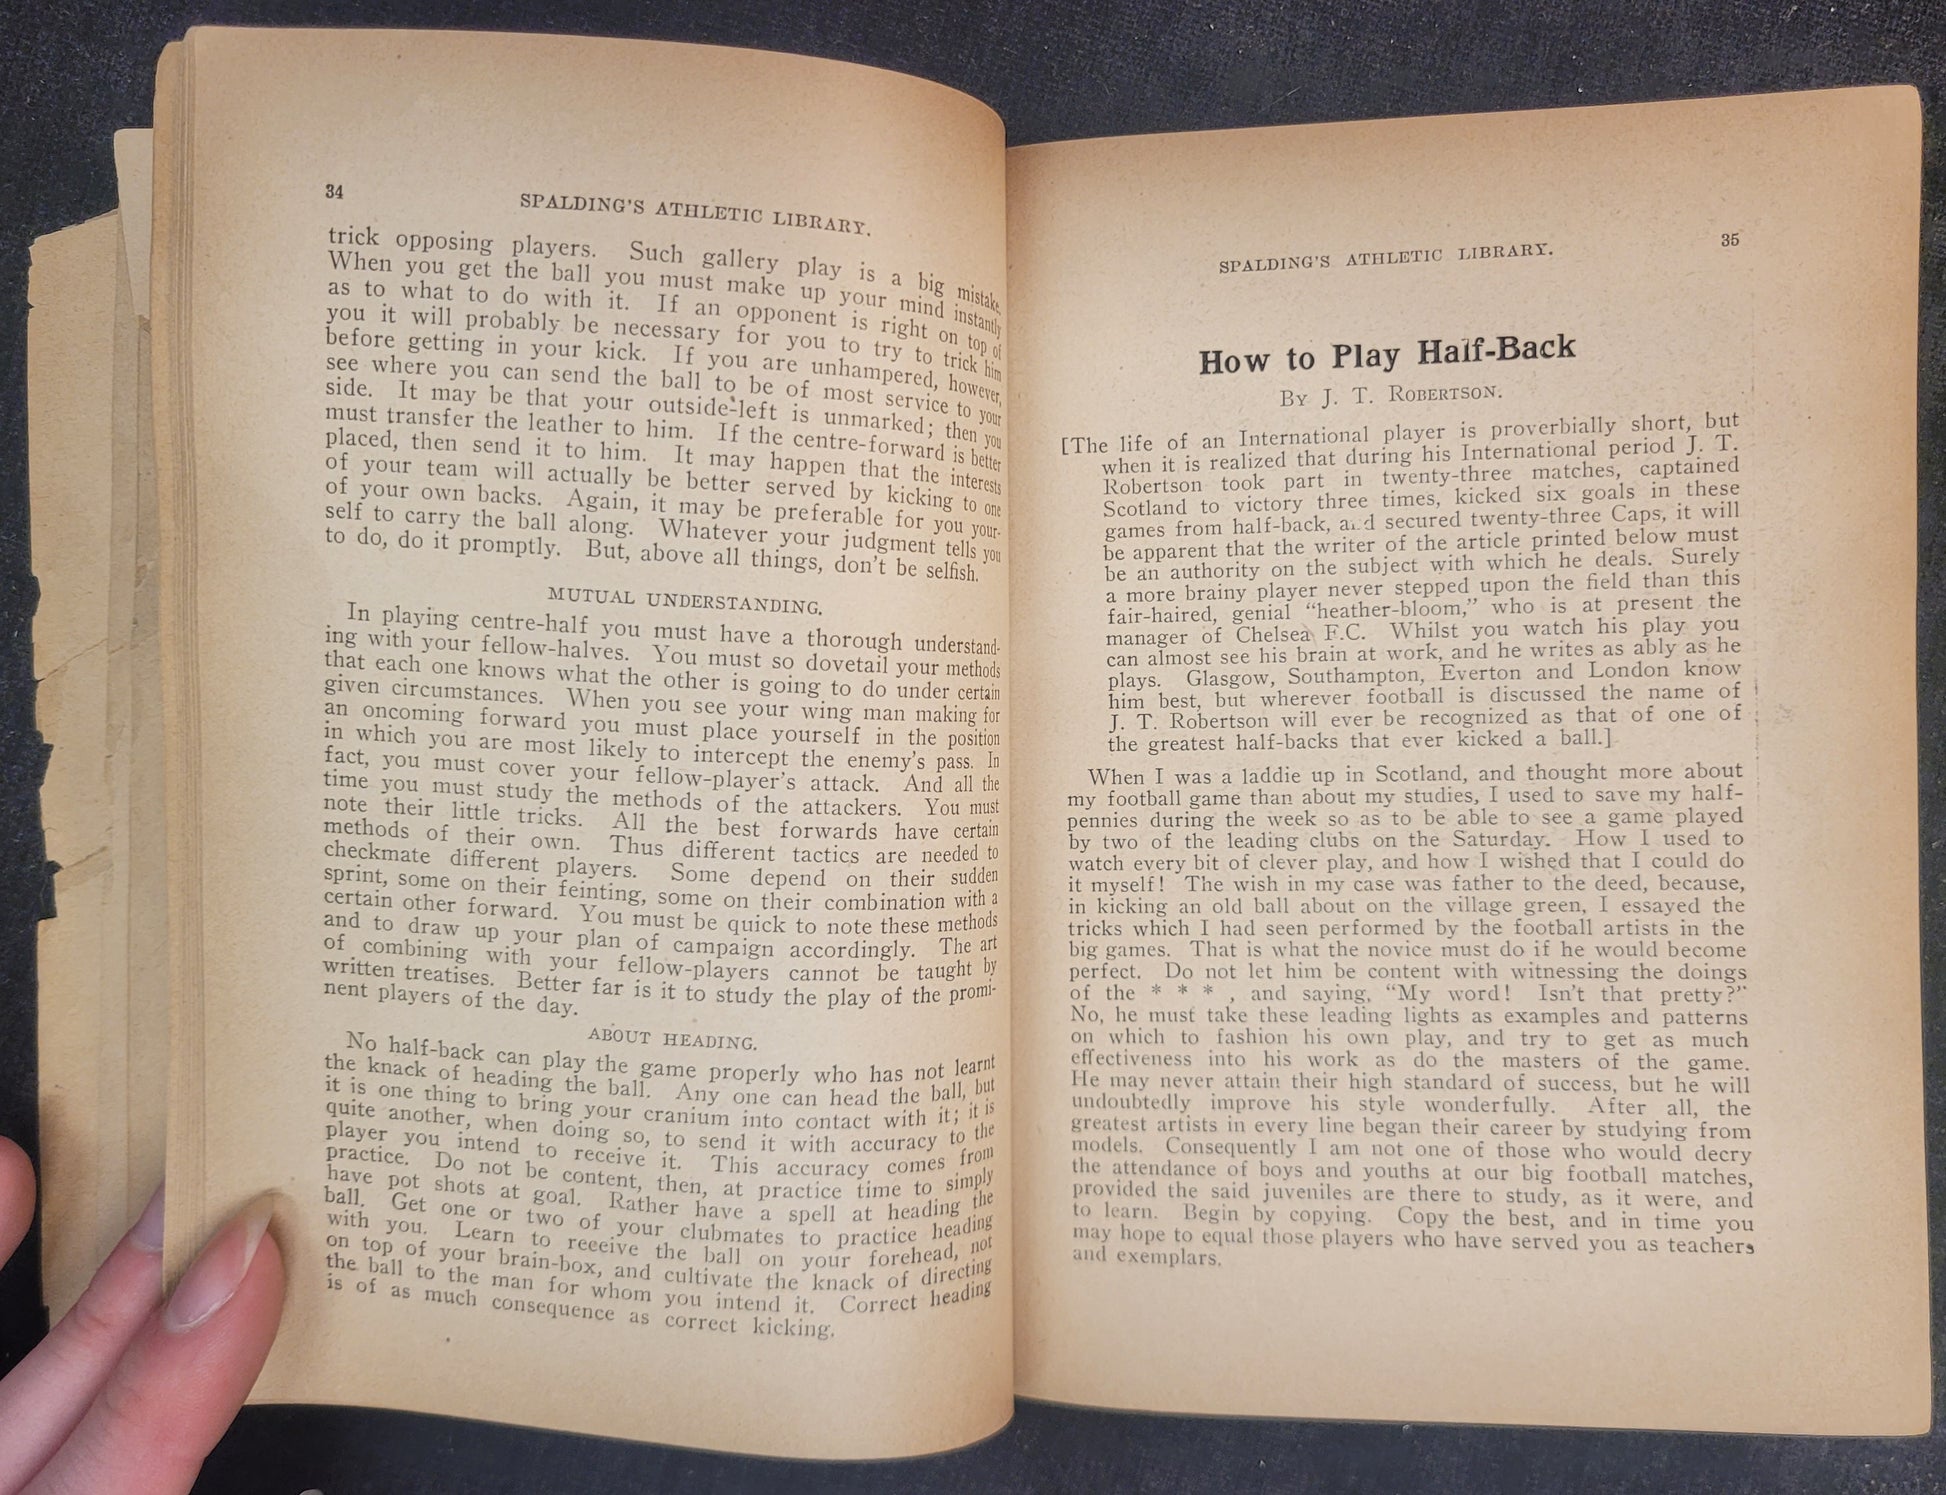 34
SPALDING'S ATHLETIC LIBRARY.
trick opposing players. Such gallery play is a big mistake.
When you get the ball you must make up your mind instantly
as to what to do with it. If an opponent is right on top of
you it will probably be necessary for you to try to trick him
before getting in your kick. If you are unhampered, however,
see where you can send the ball to be of most service to your
side. It may be that your outside-left is unmarked; then you
must transfer the leather to him. If the centre-forward is better
placed, then send it to him. It may happen that the interests
of your team will actually be better served by kicking to one
of your own backs. Again, it may be preferable for you your-
self to carry the ball along. Whatever your judgment tells you
to do, do it promptly. But, above all things, don't be selfish.
MUTUAL UNDERSTANDING.
In playing centre-half you must have a thorough understand-
ing with your fellow-halves. You must so dovetail your methods
that each one knows what the other is going to do under certain
given circumstances. When you see your wing man making for
an oncoming forward you must place yourself in the position
in which you are most likely to intercept the enemy's pass. In
fact, you must cover your fellow-player's attack. And all the
time you must study the methods of the attackers. You must
note their little tricks. All the best forwards have certain
methods of their own. Thus different tactics are needed to
checkmate different players. Some depend on their sudden
sprint, some on their feinting, some on their combination with a
certain other forward. You must be quick to note these methods
and to draw up your plan of campaign accordingly. The art
of combining with your fellow-players cannot be taught by
written treatises. Better far is it to study the play of the promi-
nent players of the day.
ABOUT HEADING.
No half-back can play the game properly who has not learnt
the knack of heading the ball. Any one can head the ball, but
it is one thing to bring your cranium into contact with it; it is
quite another, when doing so, to send it with accuracy to the
player you intend to receive it. This accuracy comes from
practice. Do not be content, then, at practice time to simply
have pot shots at goal. Rather have a spell at heading the
ball. Get one or two of your clubmates to practice heading
with you. Learn to receive the ball on your forehead, not
on top of your brain-box, and cultivate the knack of directing
the ball to the man for whom you intend it. Correct heading
is of as much consequence as correct kicking.
SPALDING'S ATHLETIC LIBRARY.
35
How to Play Half-Back
BY J. T. ROBERTSON.
[The life of an International player is proverbially short, but
when it is realized that during his International period J. T.
Robertson took part in twenty-three matches, captained
Scotland to victory three times, kicked six goals in these
games from half-back, and secured twenty-three Caps, it will
be apparent that the writer of the article printed below must
be an authority on the subject with which he deals. Surely
a more brainy player never stepped upon the field than this
fair-haired, genial "heather-bloom," who is at present the
manager of Chelsea F.C. Whilst you watch his play you
can almost see his brain at work, and he writes as ably as he
plays. Glasgow, Southampton, Everton and London know
him best, but wherever football is discussed the name of
J. T. Robertson will ever be recognized as that of one of
the greatest half-backs that ever kicked a ball.]
When I was a laddie up in Scotland, and thought more about
my football game than about my studies, I used to save my half-
pennies during the week so as to be able to see a game played
by two of the leading clubs on the Saturday. How I used to
watch every bit of clever play, and how I wished that I could do
it myself! The wish in my case was father to the deed, because,
in kicking an old ball about on the village green, I essayed the
tricks which I had seen performed by the football artists in the
big games. That is what the novice must do if he would become
perfect. Do not let him be content with witnessing the doings
of the * * * , and saying, "My word! Isn't that pretty?"
No, he must take these leading lights as examples and patterns
on which to fashion his own play, and try to get as much
effectiveness into his work as do the masters of the game.
He may never attain their high standard of success, but he will
undoubtedly improve his style wonderfully. After all, the
greatest artists in every line began their career by studying from
models. Consequently I am not one of those who would decry
the attendance of boys and youths at our big football matches,
provided the said juveniles are there to study, as it were, and
to learn. Begin by copying. Copy the best, and in time you
may hope to equal those players who have served you as teachers
and exemplars.